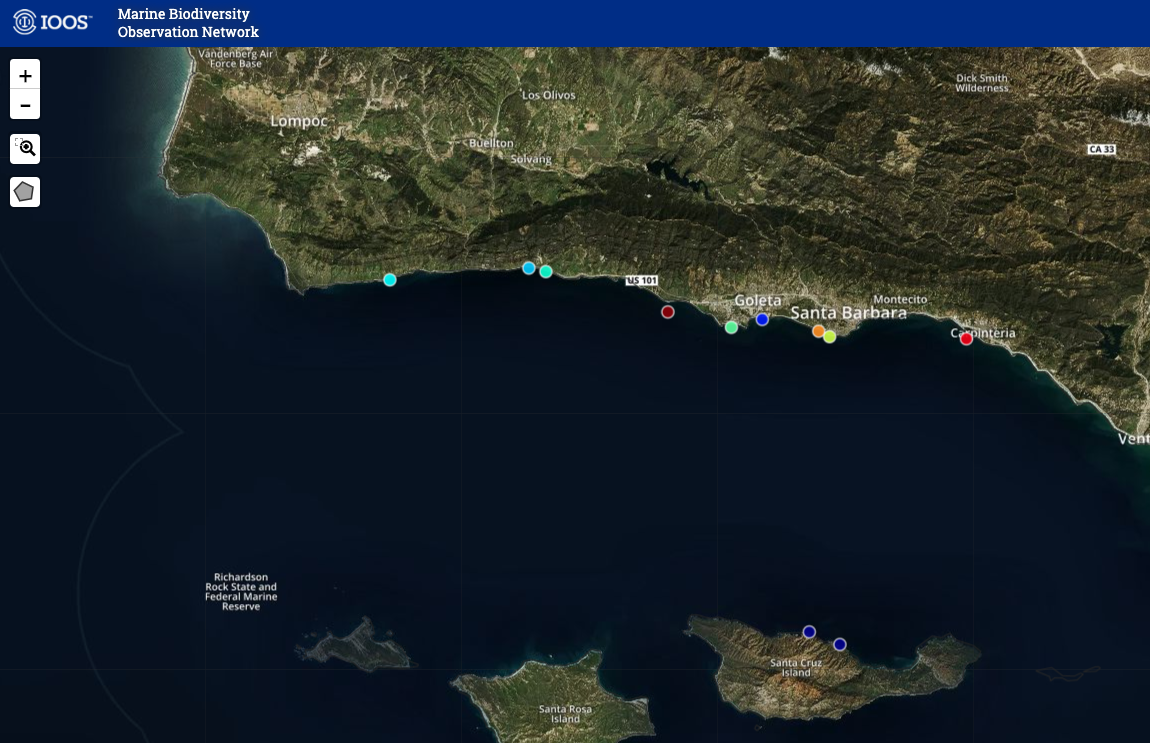 IOOS™
Marine Biodiversity
Observation Network
Vandenberg Air
Force Base
Dick Smith
Wilderness
Los Olivos
Lompoc
Buellton
CA 33
Solvang
US 101
Goleta
Montecito
Santa Barbara
Carpinteria
Vent
Richardson
Rock State and
Federal Marine
Reserve
Santa Cruz
Island
Santa Rosa
Island